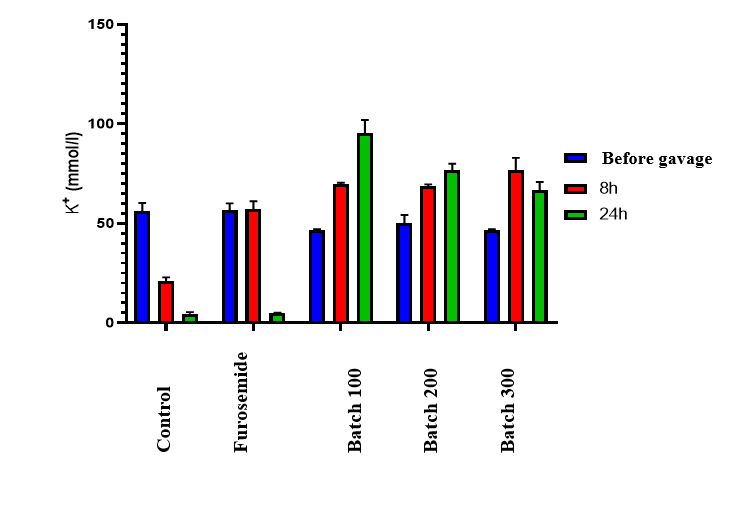 150
100
50
0
K⁺ (mmol/l)
Before gavage
8h
24h
Control
Furosemide
Batch 100
Batch 200
Batch 300